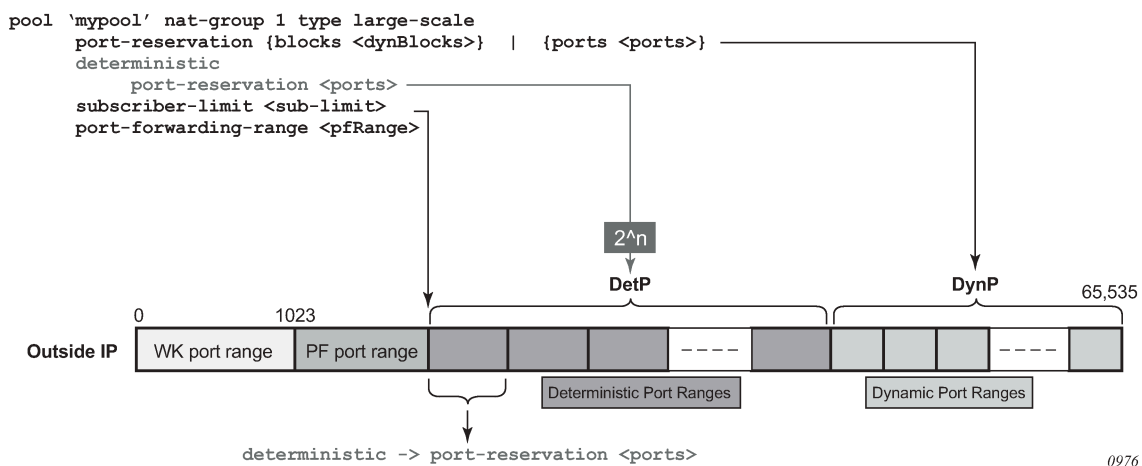 pool ‘mypool’ nat-group 1 type large-scale
port-reservation {blocks <dynBlocks>} | {ports <ports>}
deterministic
port-reservation <ports>
subscriber-limit <sub-limit>
port-forwarding-range <pfRange>
2^n
DetP
DynP
65,535
0
1023
Outside IP
WK port range
PF port range
Deterministic Port Ranges
Dynamic Port Ranges
deterministic -> port-reservation <ports>
0976